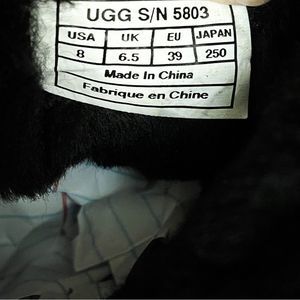 UGG S/N 5803
USA UK EU JAPAN
8 6.5 39 250
Made In China
Fabrique en Chine